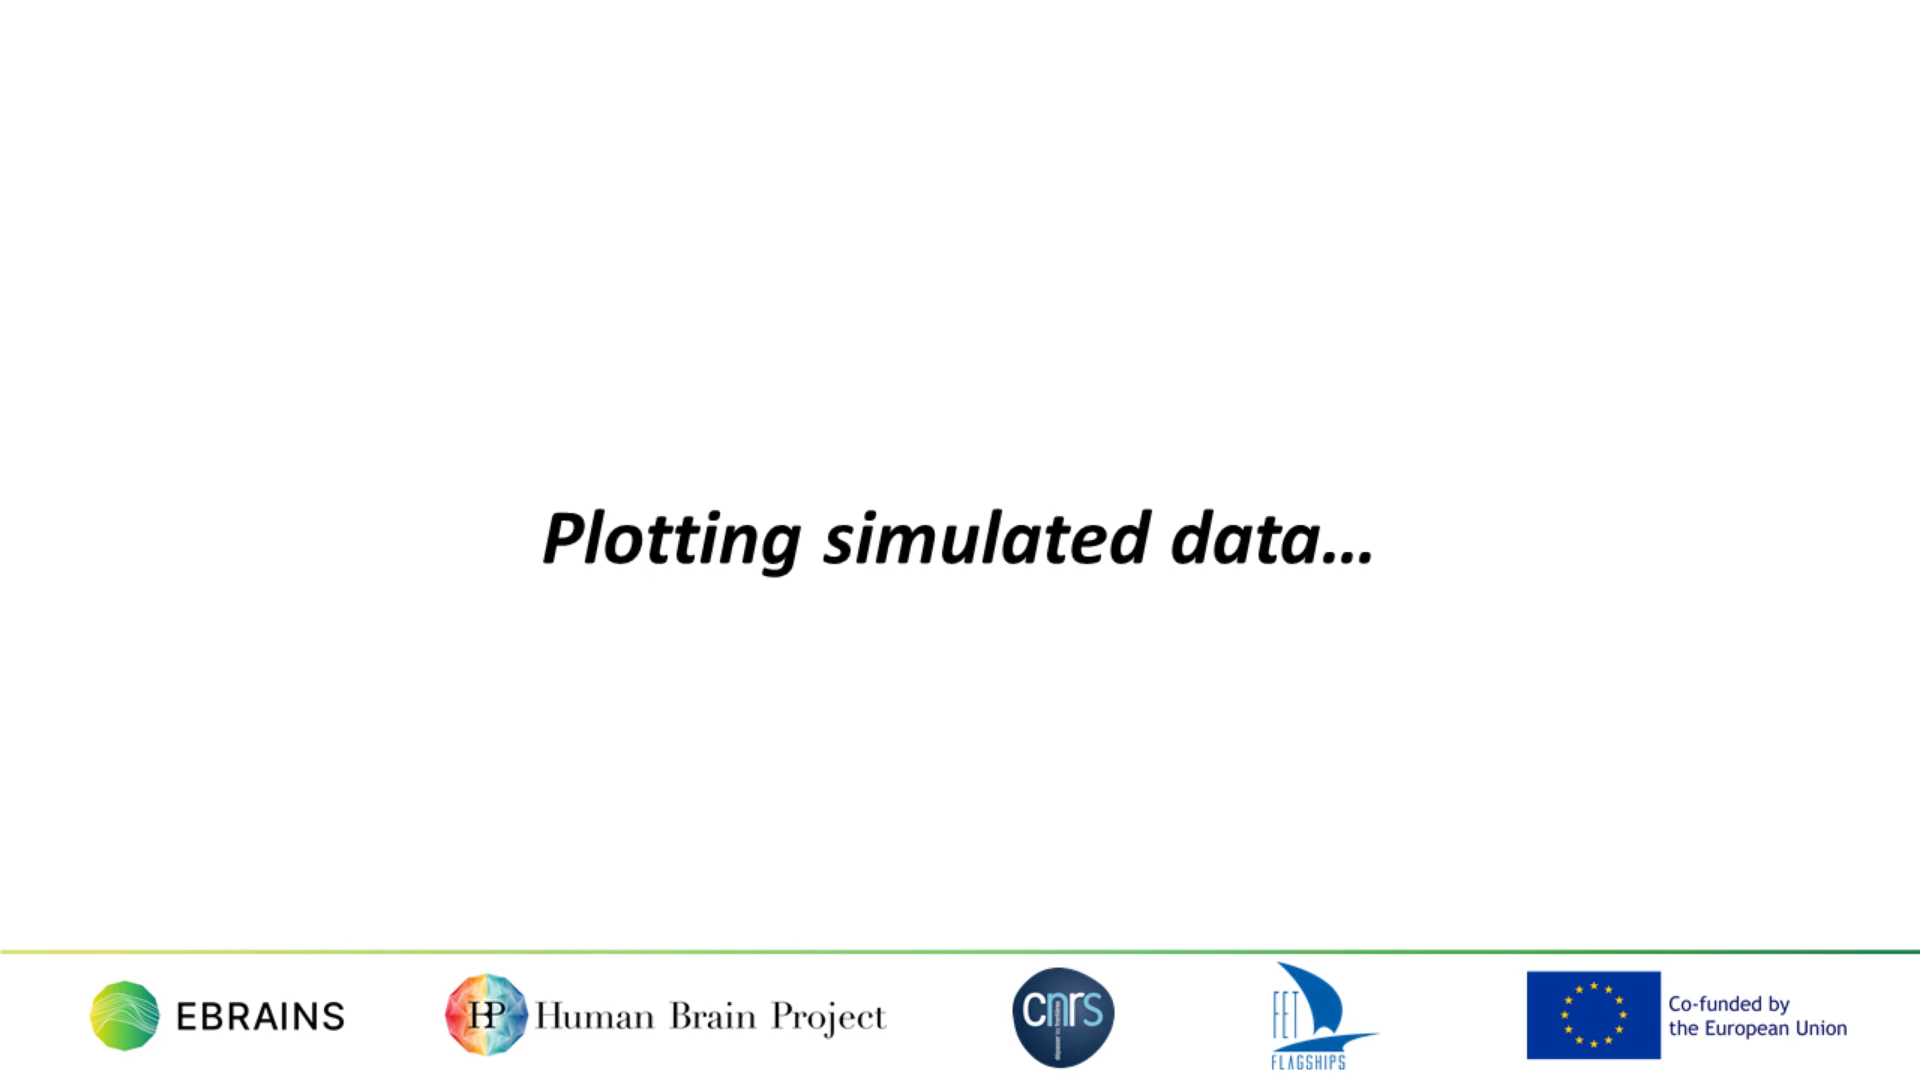 Plotting simulated data...
EBRAINS
HP
Human Brain Project
cnrs
FET
FLAGSHIPS
Co-funded by
the European Union